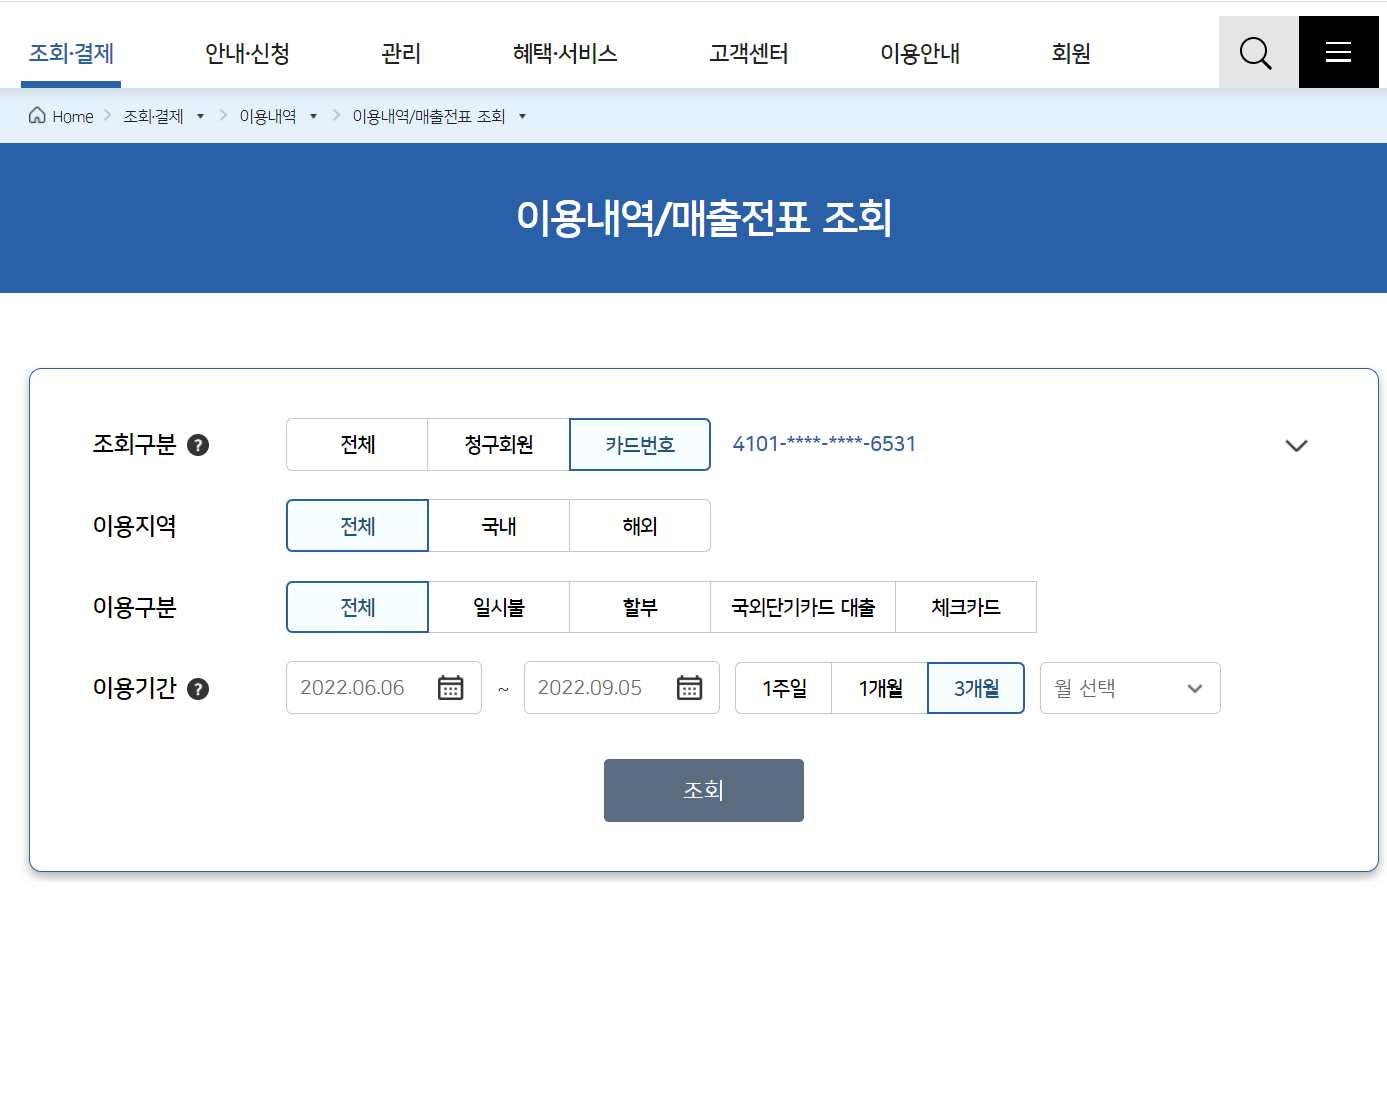 조회·결제 안내·신청 관리 혜택·서비스 고객센터 이용안내 회원
Home 조회·결제 이용내역 이용내역/매출전표 조회
이용내역/매출전표 조회
조회구분 ? 전체 청구회원 카드번호 4101-****-****-6531
이용지역 전체 국내 해외
이용구분 전체 일시불 할부 국외단기카드 대출 체크카드
이용기간 ? 2022.06.06 ~ 2022.09.05 1주일 1개월 3개월 월 선택
조회